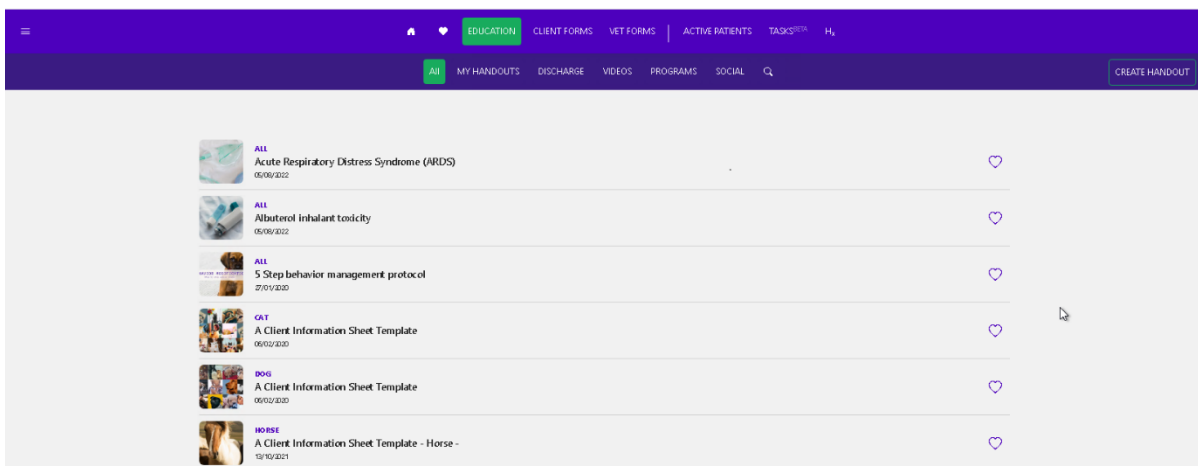 EDUCATION CLIENT FORMS VET FORMS ACTIVE PATIENTS TASKSBETA
All MY HANDOUTS DISCHARGE VIDEOS PROGRAMS SOCIAL CREATE HANDOUT
ALL
Acute Respiratory Distress Syndrome (ARDS)
05/08/2022
ALL
Albuterol inhalant toxicity
05/08/2022
ALL
5 Step behavior management protocol
27/01/2020
CAT
A Client Information Sheet Template
06/02/2020
DOG
A Client Information Sheet Template
06/02/2020
HORSE
A Client Information Sheet Template - Horse -
13/10/2021